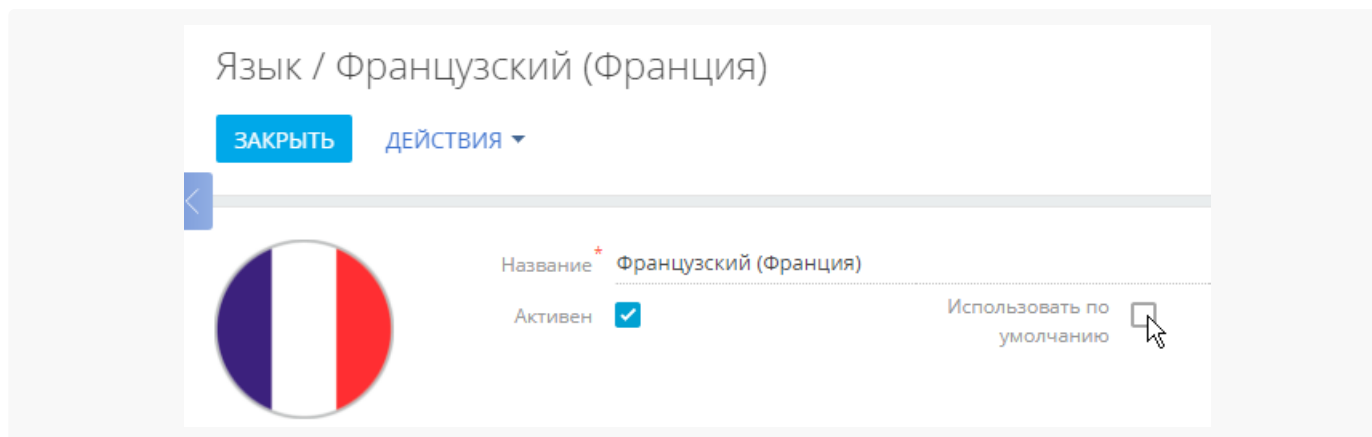 Язык / Французский (Франция)
ЗАКРЫТЬ ДЕЙСТВИЯ
Название* Французский (Франция)
Активен
Использовать по
умолчанию